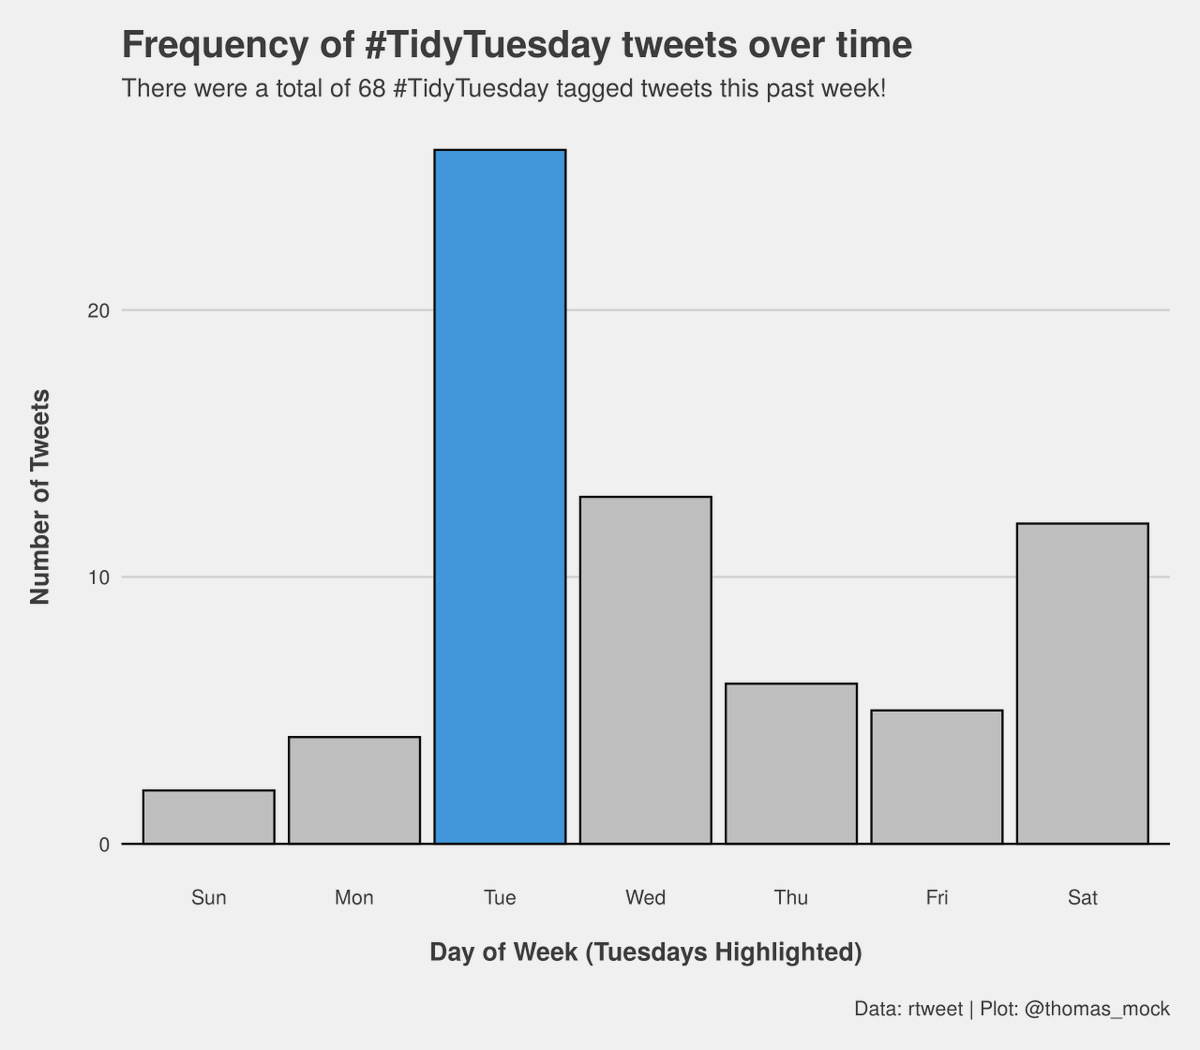 Frequency of #TidyTuesday tweets over time
There were a total of 68 #TidyTuesday tagged tweets this past week!
Number of Tweets
20
10
0
Sun Mon Tue Wed Thu Fri Sat
Day of Week (Tuesdays Highlighted)
Data: rtweet | Plot: @thomas_mock